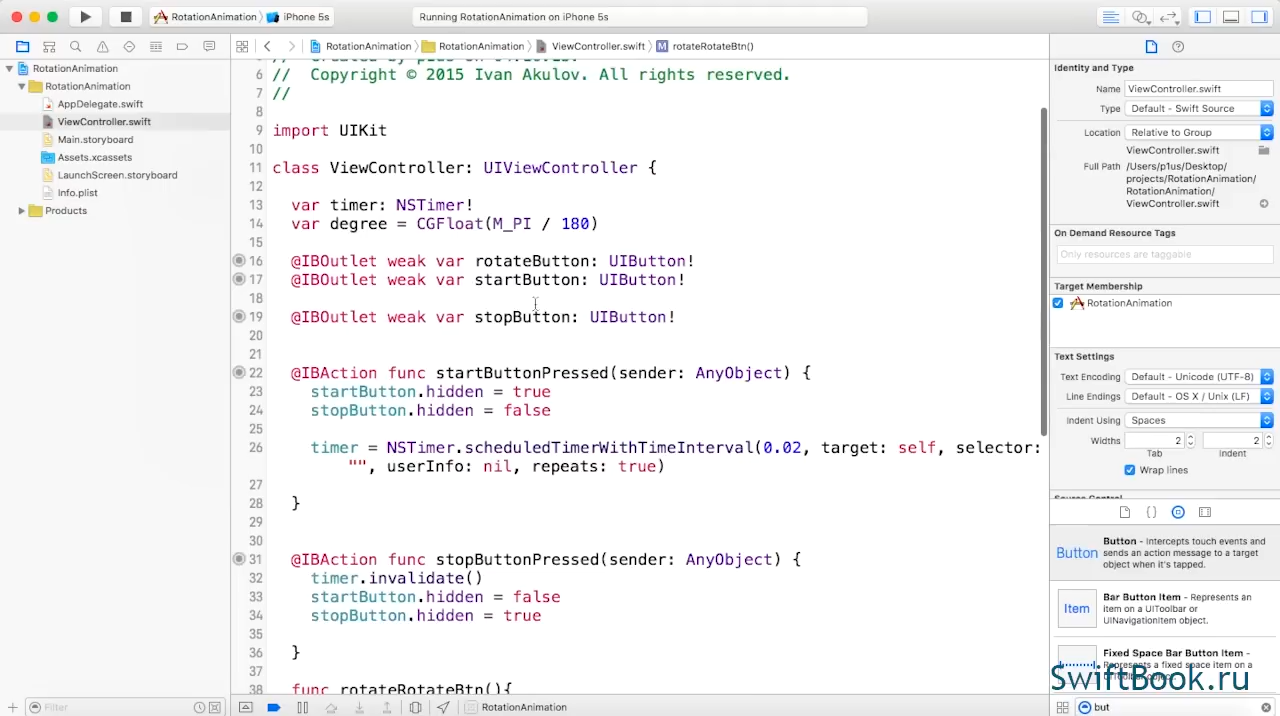 RotationAnimation
iPhone 5s
Running RotationAnimation on iPhone 5s
RotationAnimation
RotationAnimation
ViewController.swift
M
rotateRotateBtn()
RotationAnimation
RotationAnimation
AppDelegate.swift
ViewController.swift
Main.storyboard
Assets.xcassets
LaunchScreen.storyboard
Info.plist
Products
Filter
6 //  Copyright © 2015 Ivan Akulov. All rights reserved.
7 //
8
9 import UIKit
10
11 class ViewController: UIViewController {
12
13 var timer: NSTimer!
14 var degree = CGFloat(M_PI / 180)
15
16 @IBOutlet weak var rotateButton: UIButton!
17 @IBOutlet weak var startButton: UIButton!
18
19 @IBOutlet weak var stopButton: UIButton!
20
21
22 @IBAction func startButtonPressed(sender: AnyObject) {
23 startButton.hidden = true
24 stopButton.hidden = false
25
26 timer = NSTimer.scheduledTimerWithTimeInterval(0.02, target: self, selector:
"", userInfo: nil, repeats: true)
27
28 }
29
30
31 @IBAction func stopButtonPressed(sender: AnyObject) {
32 timer.invalidate()
33 startButton.hidden = false
34 stopButton.hidden = true
35
36 }
37
38 func rotateRotateBtn(){
RotationAnimation
Identity and Type
Name ViewController.swift
Type Default - Swift Source
Location Relative to Group
ViewController.swift
Full Path /Users/p1us/Desktop/
projects/RotationAnimation/
RotationAnimation/
ViewController.swift
On Demand Resource Tags
Only resources are taggable
Target Membership
RotationAnimation
Text Settings
Text Encoding Default - Unicode (UTF-8)
Line Endings Default - OS X / Unix (LF)
Indent Using Spaces
Widths 2 2
Tab Indent
Wrap lines
Source Control
Button
Button - Intercepts touch events and
sends an action message to a target
object when it's tapped.
Item
Bar Button Item - Represents an
item on a UIToolbar or
UINavigationItem object.
Fixed Space Bar Button Item -
Represents a fixed space item on a
SwiftBook.ru
but